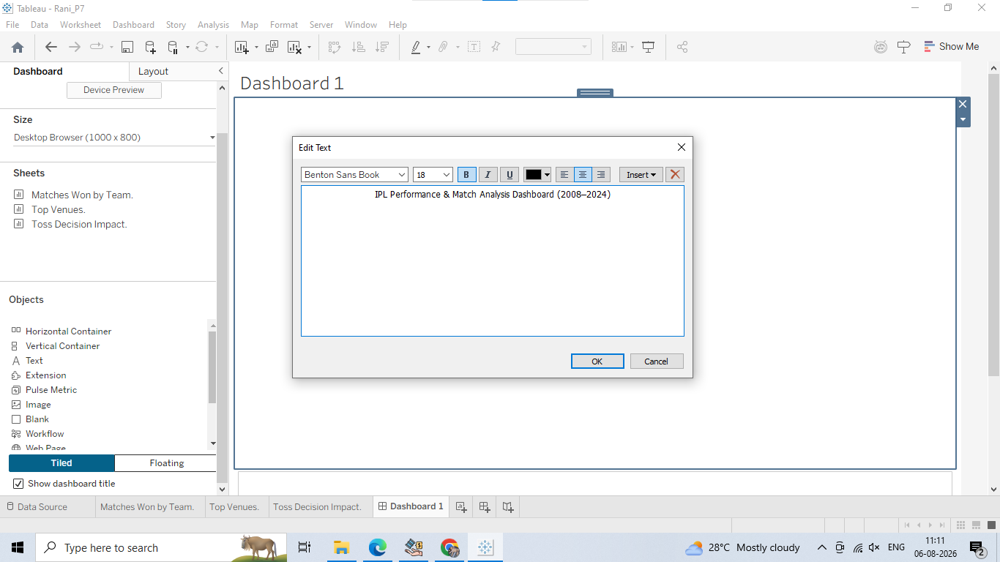 Tableau - Rani_P7
File Data Worksheet Dashboard Story Analysis Map Format Server Window Help
Show Me
Dashboard Layout
Device Preview
Size
Desktop Browser (1000 x 800)
Sheets
Matches Won by Team.
Top Venues.
Toss Decision Impact.
Objects
Horizontal Container
Vertical Container
Text
Extension
Pulse Metric
Image
Blank
Workflow
Web Page
Tiled Floating
Show dashboard title
Dashboard 1
Edit Text
Benton Sans Book 18 B I U Insert
IPL Performance & Match Analysis Dashboard (2008–2024)
OK Cancel
Data Source Matches Won by Team. Top Venues. Toss Decision Impact. Dashboard 1
Type here to search
28°C Mostly cloudy
ENG
11:11
06-08-2026
2